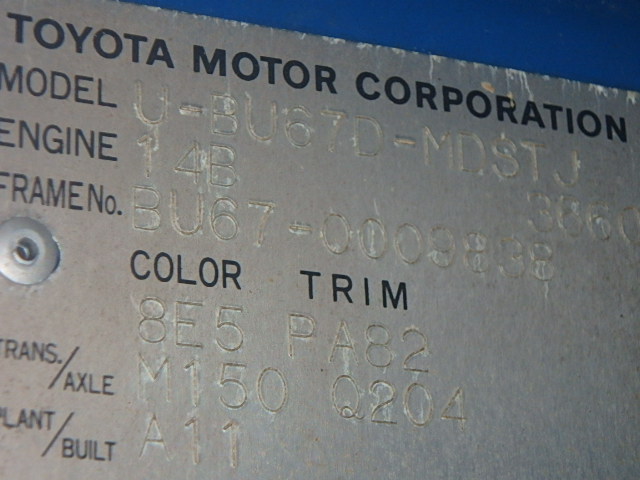 TOYOTA MOTOR CORPORATION
MODEL U-BU67D-MDSTJ
ENGINE 14B 3660
FRAME No. BU67-0009838
COLOR TRIM
8E5 PA82
TRANS./AXLE M150 Q204
PLANT/BUILT A11